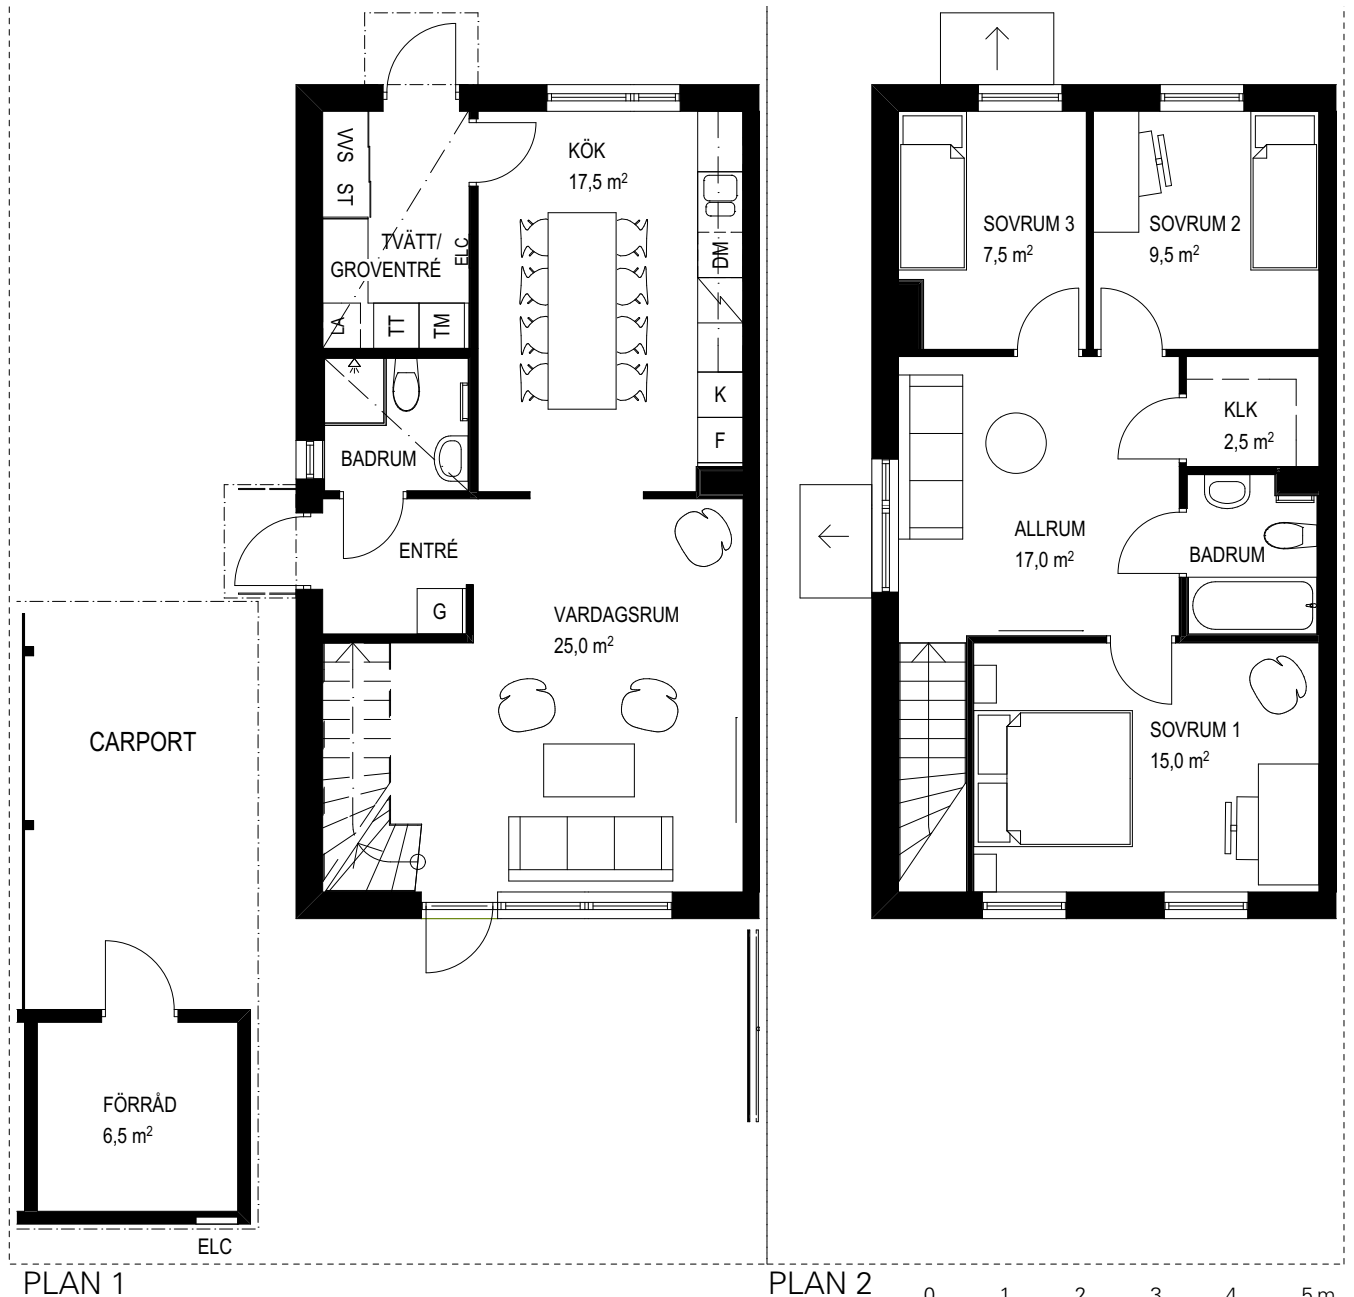 VVS
ST
TVÄTT/
GROVENTRÉ
ELC
LA
TT
TM
KÖK
17,5 m²
DM
K
F
BADRUM
ENTRÉ
G
VARDAGSRUM
25,0 m²
CARPORT
FÖRRÅD
6,5 m²
ELC
PLAN 1
SOVRUM 3
7,5 m²
SOVRUM 2
9,5 m²
KLK
2,5 m²
ALLRUM
17,0 m²
BADRUM
SOVRUM 1
15,0 m²
PLAN 2
0 1 2 3 4 5 m